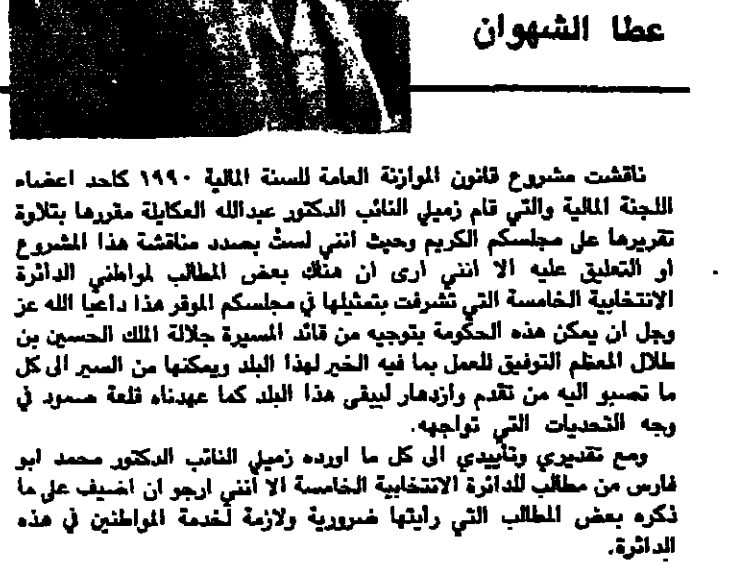 عطا الشهوان
ناقشت مشروع قانون الموازنة العامة للسنة المالية ١٩٩٠ كاحد اعضاء
اللجنة المالية والتي قام زميلي النائب الدكتور عبدالله العكايلة مقررها بتلاوة
تقريرها على مجلسكم الكريم وحيث انني لستُ بصدد مناقشة هذا المشروع
او التعليق عليه الا انني ارى ان هناك بعض المطالب لمواطني الدائرة
الانتخابية الخامسة التي تشرفت بتمثيلها في مجلسكم الموقر هذا داعياً الله عز
وجل ان يمكن هذه الحكومة بتوجيه من قائد المسيرة جلالة الملك الحسين بن
طلال المعظم التوفيق للعمل بما فيه الخير لهذا البلد ويمكنها من السير الى كل
ما تصبو اليه من تقدم وازدهار ليبقى هذا البلد كما عهدناه قلعة صمود في
وجه التحديات التي تواجهه.
ومع تقديري وتأييدي الى كل ما اورده زميلي النائب الدكتور محمد ابو
فارس من مطالب للدائرة الانتخابية الخامسة الا أنني ارجو ان اضيف على ما
ذكره بعض المطالب التي رأيتها ضرورية ولازمة لخدمة المواطنين في هذه
الدائرة.